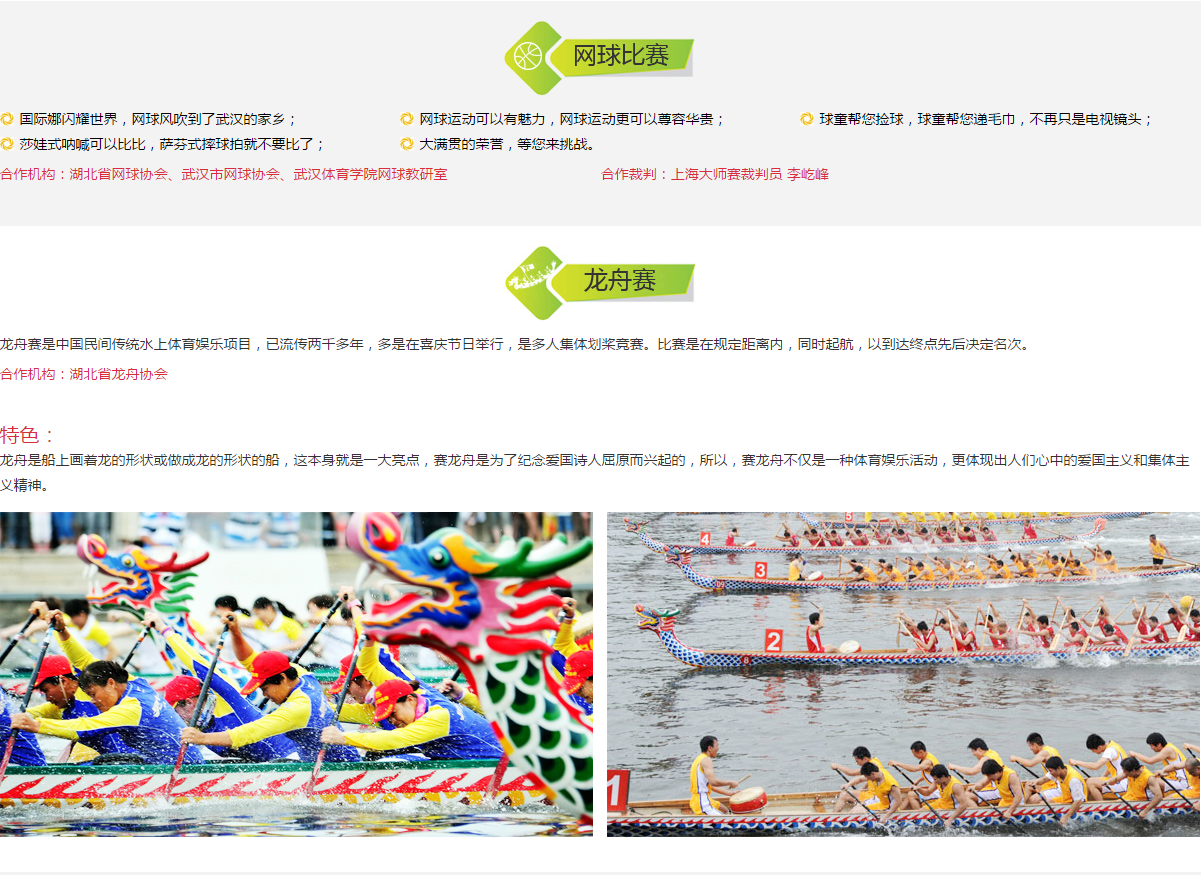 网球比赛
国际娜闪耀世界，网球风吹到了武汉的家乡；
网球运动可以有魅力，网球运动更可以尊容华贵；
球童帮您捡球，球童帮您递毛巾，不再只是电视镜头；
莎娃式呐喊可以比比，萨芬式摔球拍就不要比了；
大满贯的荣誉，等您来挑战。
合作机构：湖北省网球协会、武汉市网球协会、武汉体育学院网球教研室
合作裁判：上海大师赛裁判员 李屹峰
龙舟赛
龙舟赛是中国民间传统水上体育娱乐项目，已流传两千多年，多是在喜庆节日举行，是多人集体划桨竞赛。比赛是在规定距离内，同时起航，以到达终点先后决定名次。
合作机构：湖北省龙舟协会
特色：
龙舟是船上画着龙的形状或做成龙的形状的船，这本身就是一大亮点，赛龙舟是为了纪念爱国诗人屈原而兴起的，所以，赛龙舟不仅是一种体育娱乐活动，更体现出人们心中的爱国主义和集体主
义精神。
5
4
3
2
1